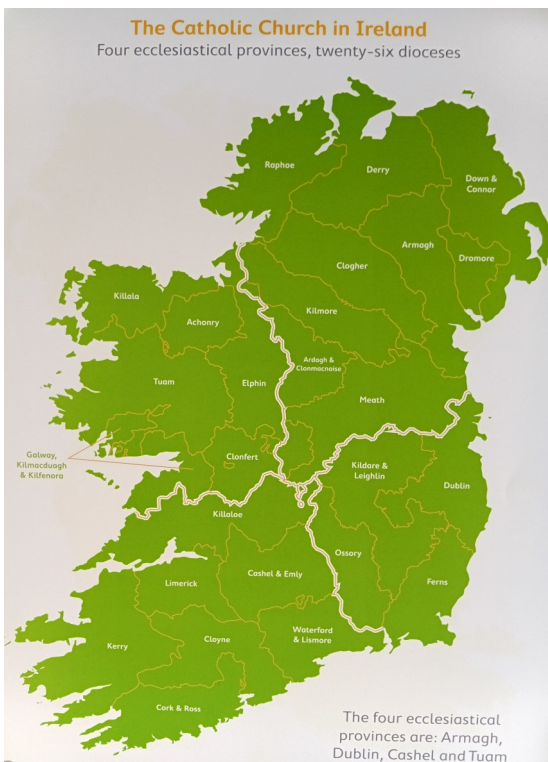 The Catholic Church in Ireland
Four ecclesiastical provinces, twenty-six dioceses
Raphoe
Derry
Down &
Connor
Armagh
Dromore
Clogher
Killala
Achonry
Kilmore
Ardagh &
Clonmacnoise
Tuam
Elphin
Meath
Galway,
Kilmacduagh
& Kilfenora
Clonfert
Kildare &
Leighlin
Dublin
Killaloe
Ossory
Cashel & Emly
Limerick
Ferns
Waterford
& Lismore
Cloyne
Kerry
Cork & Ross
The four ecclesiastical
provinces are: Armagh,
Dublin, Cashel and Tuam